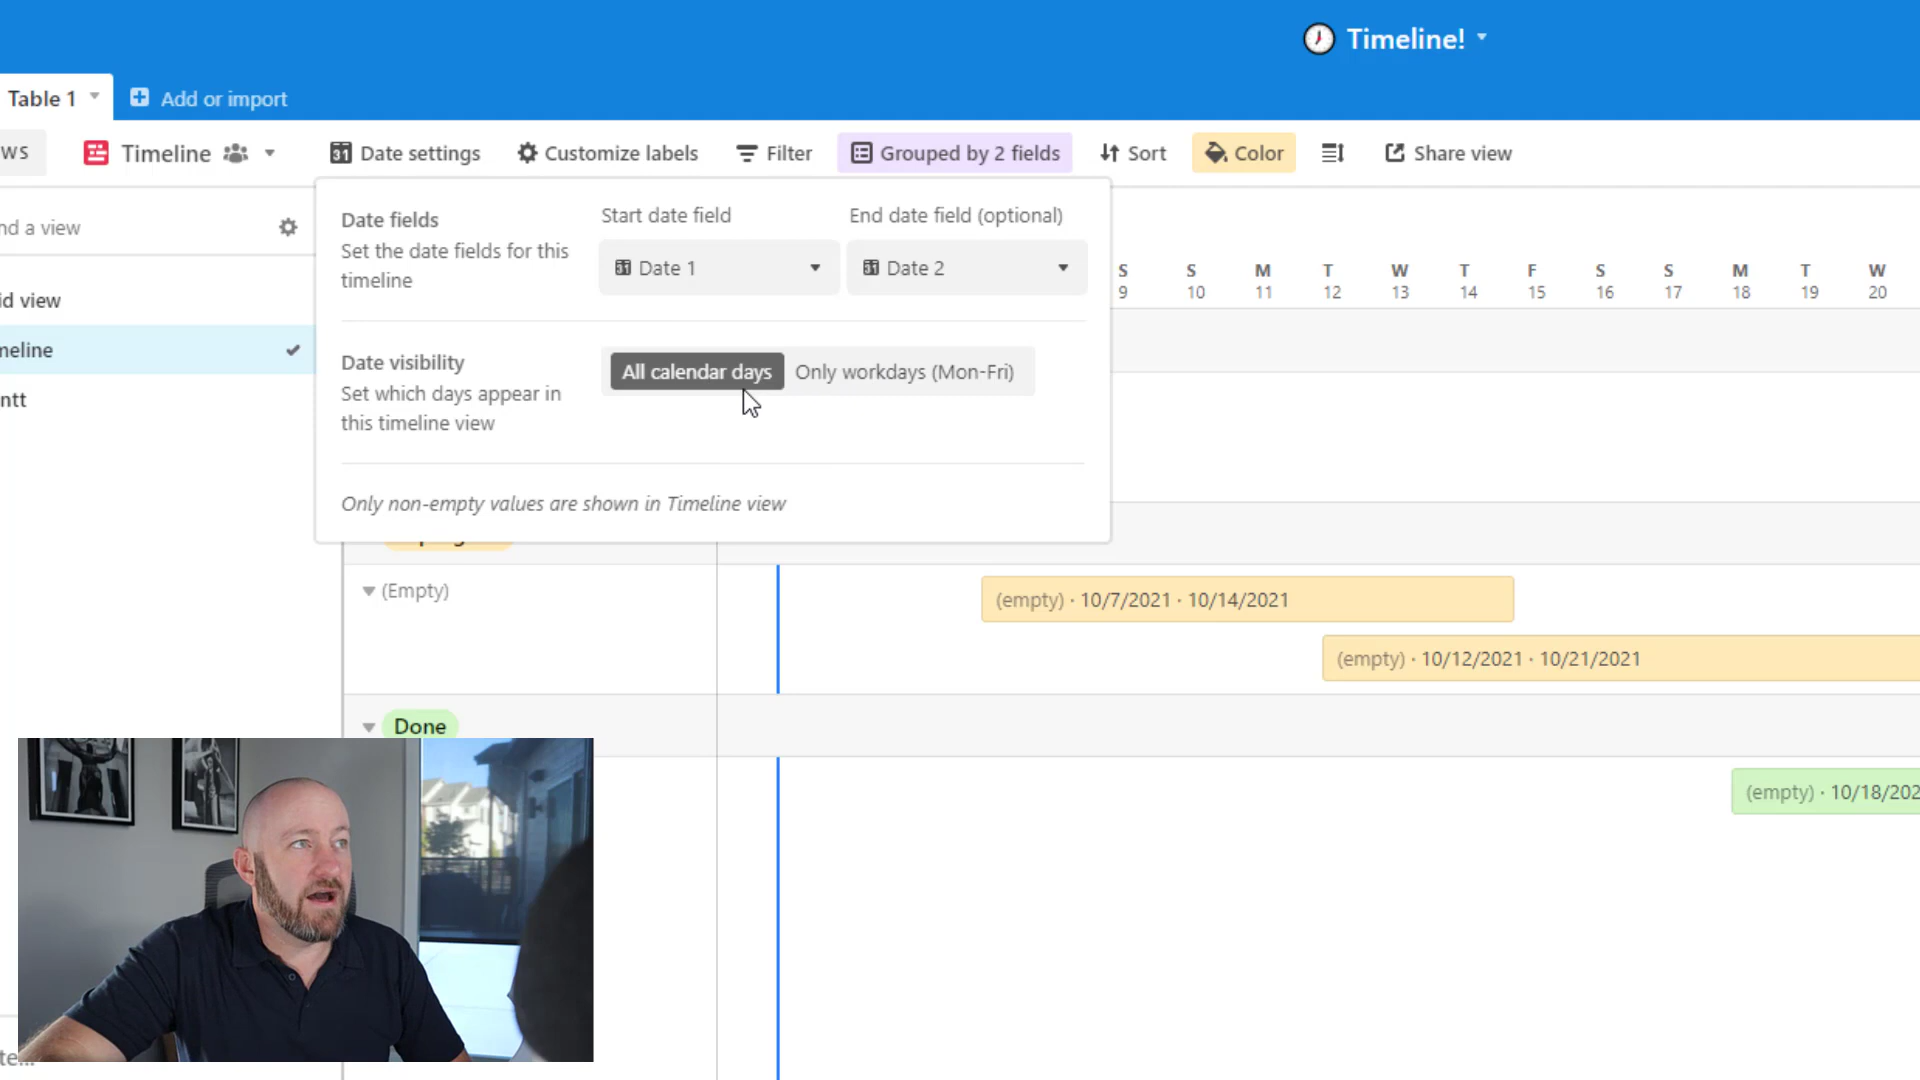 Timeline!
Table 1
Add or import
WS
Timeline
Date settings
Customize labels
Filter
Grouped by 2 fields
Sort
Color
Share view
nd a view
id view
meline
ntt
Date fields
Set the date fields for this
timeline
Start date field
End date field (optional)
31 Date 1
31 Date 2
Date visibility
Set which days appear in
this timeline view
All calendar days
Only workdays (Mon-Fri)
Only non-empty values are shown in Timeline view
S S M T W T F S S M T W
9 10 11 12 13 14 15 16 17 18 19 20
(Empty)
(empty) · 10/7/2021 · 10/14/2021
(empty) · 10/12/2021 · 10/21/2021
Done
(empty) · 10/18/202
te...